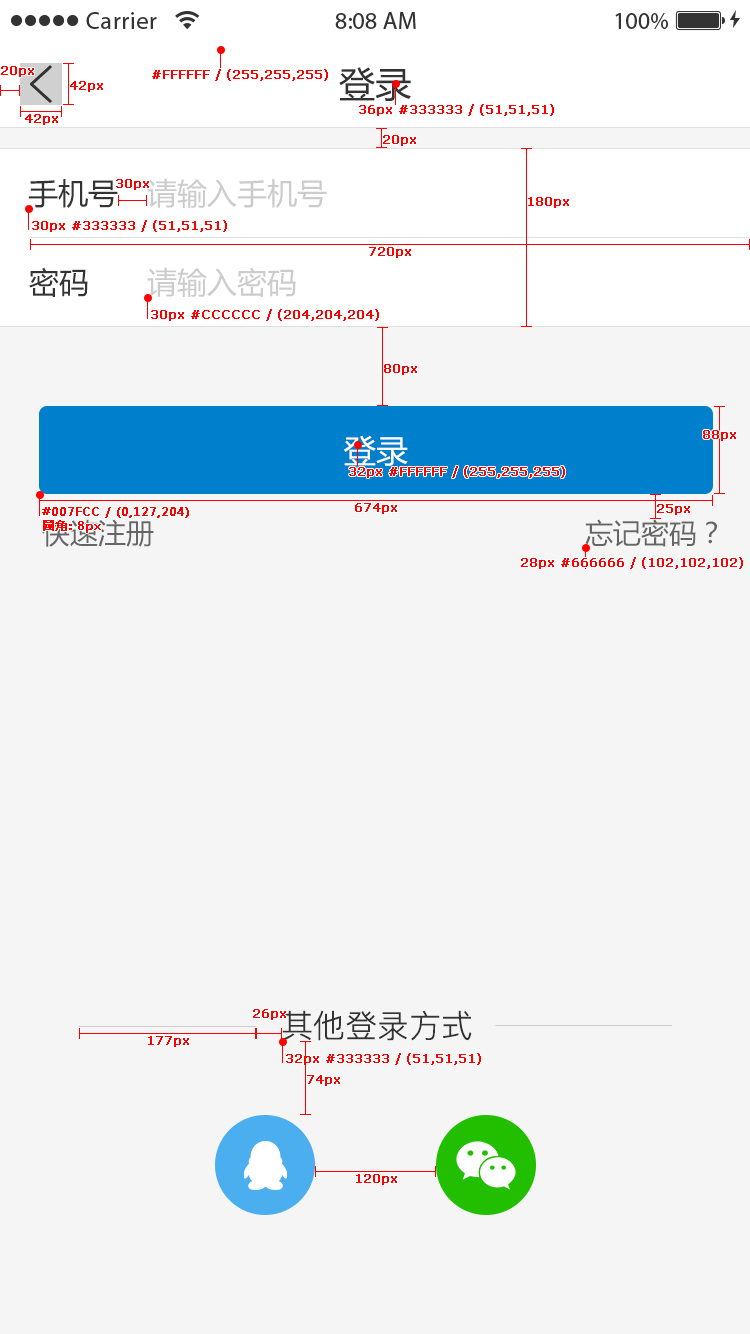 Carrier 8:08 AM 100%
20px
42px
42px
#FFFFFF / (255,255,255)
登录
36px #333333 / (51,51,51)
20px
手机号 30px 请输入手机号
180px
30px #333333 / (51,51,51)
720px
密码 请输入密码
30px #CCCCCC / (204,204,204)
80px
登录
88px
32px #FFFFFF / (255,255,255)
674px
25px
#007FCC / (0,127,204)
圆角: 8px
快速注册 忘记密码？
28px #666666 / (102,102,102)
26px
其他登录方式
177px
32px #333333 / (51,51,51)
74px
120px